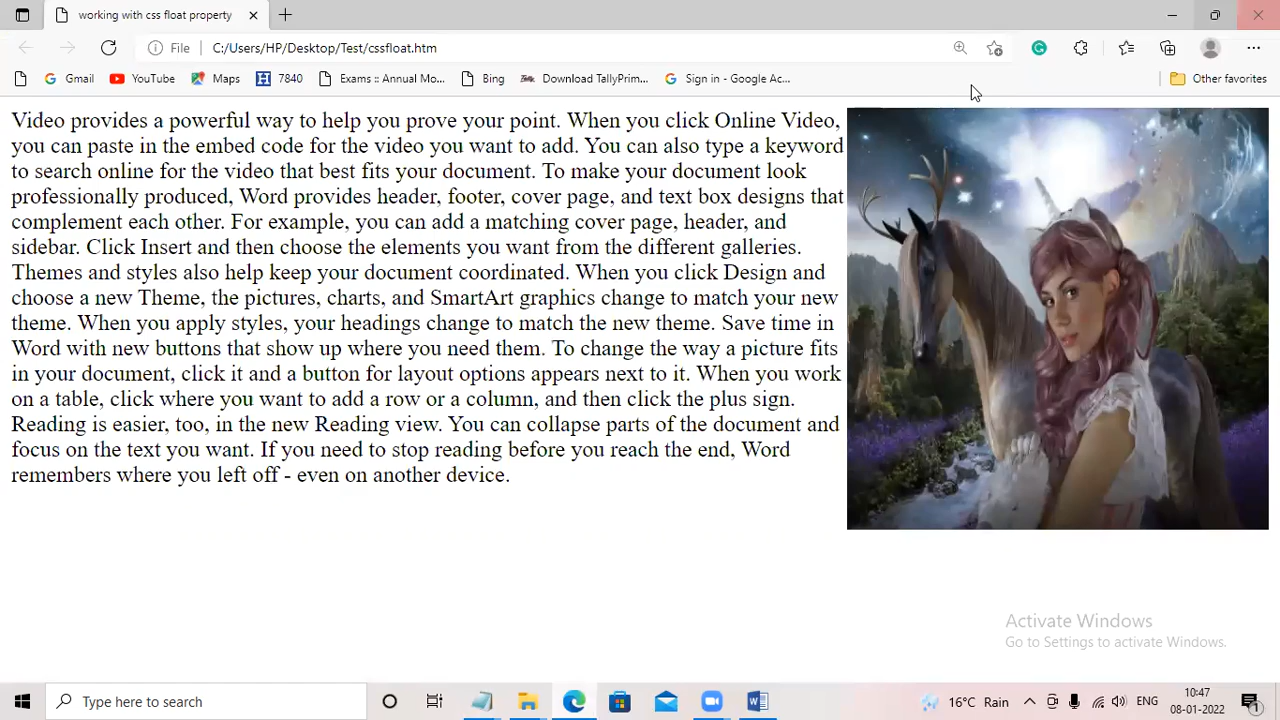 working with css float property
File
C:/Users/HP/Desktop/Test/cssfloat.htm
Gmail
YouTube
Maps
7840
Exams :: Annual Mo...
Bing
Download TallyPrim...
Sign in - Google Ac...
Other favorites
Video provides a powerful way to help you prove your point. When you click Online Video,
you can paste in the embed code for the video you want to add. You can also type a keyword
to search online for the video that best fits your document. To make your document look
professionally produced, Word provides header, footer, cover page, and text box designs that
complement each other. For example, you can add a matching cover page, header, and
sidebar. Click Insert and then choose the elements you want from the different galleries.
Themes and styles also help keep your document coordinated. When you click Design and
choose a new Theme, the pictures, charts, and SmartArt graphics change to match your new
theme. When you apply styles, your headings change to match the new theme. Save time in
Word with new buttons that show up where you need them. To change the way a picture fits
in your document, click it and a button for layout options appears next to it. When you work
on a table, click where you want to add a row or a column, and then click the plus sign.
Reading is easier, too, in the new Reading view. You can collapse parts of the document and
focus on the text you want. If you need to stop reading before you reach the end, Word
remembers where you left off - even on another device.
Activate Windows
Go to Settings to activate Windows.
Type here to search
16°C Rain
ENG
10:47
08-01-2022